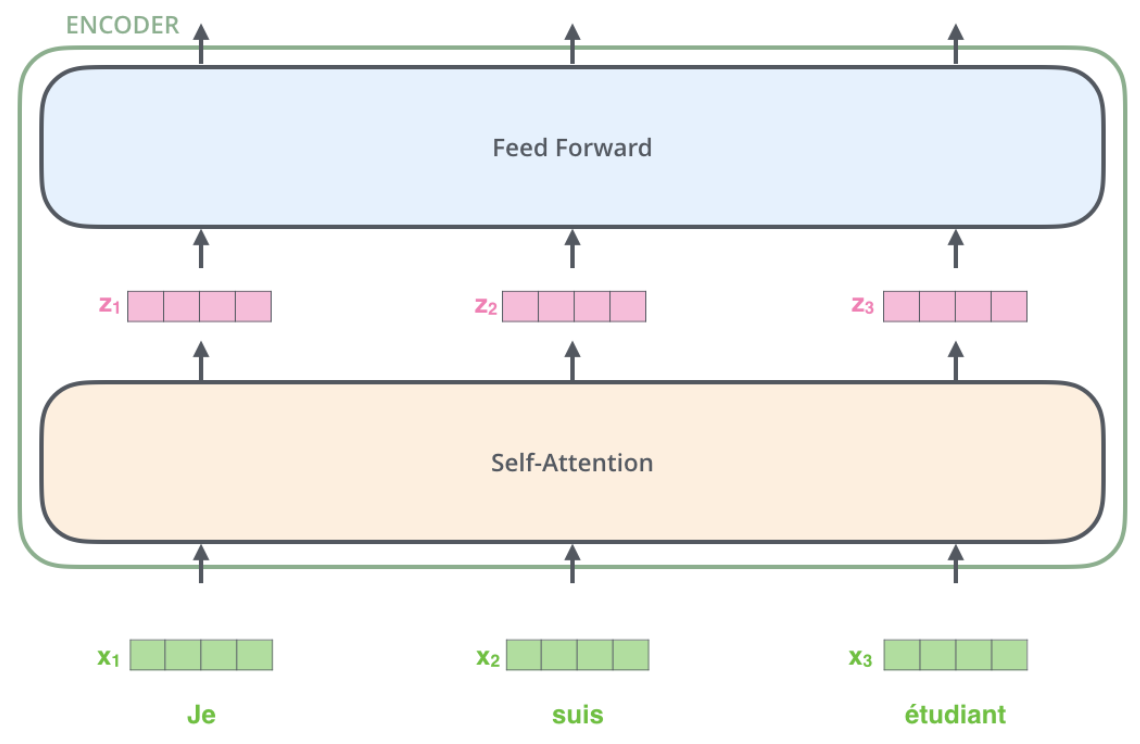 ENCODER
Feed Forward
z₁ z₂ z₃
Self-Attention
x₁ x₂ x₃
Je suis étudiant